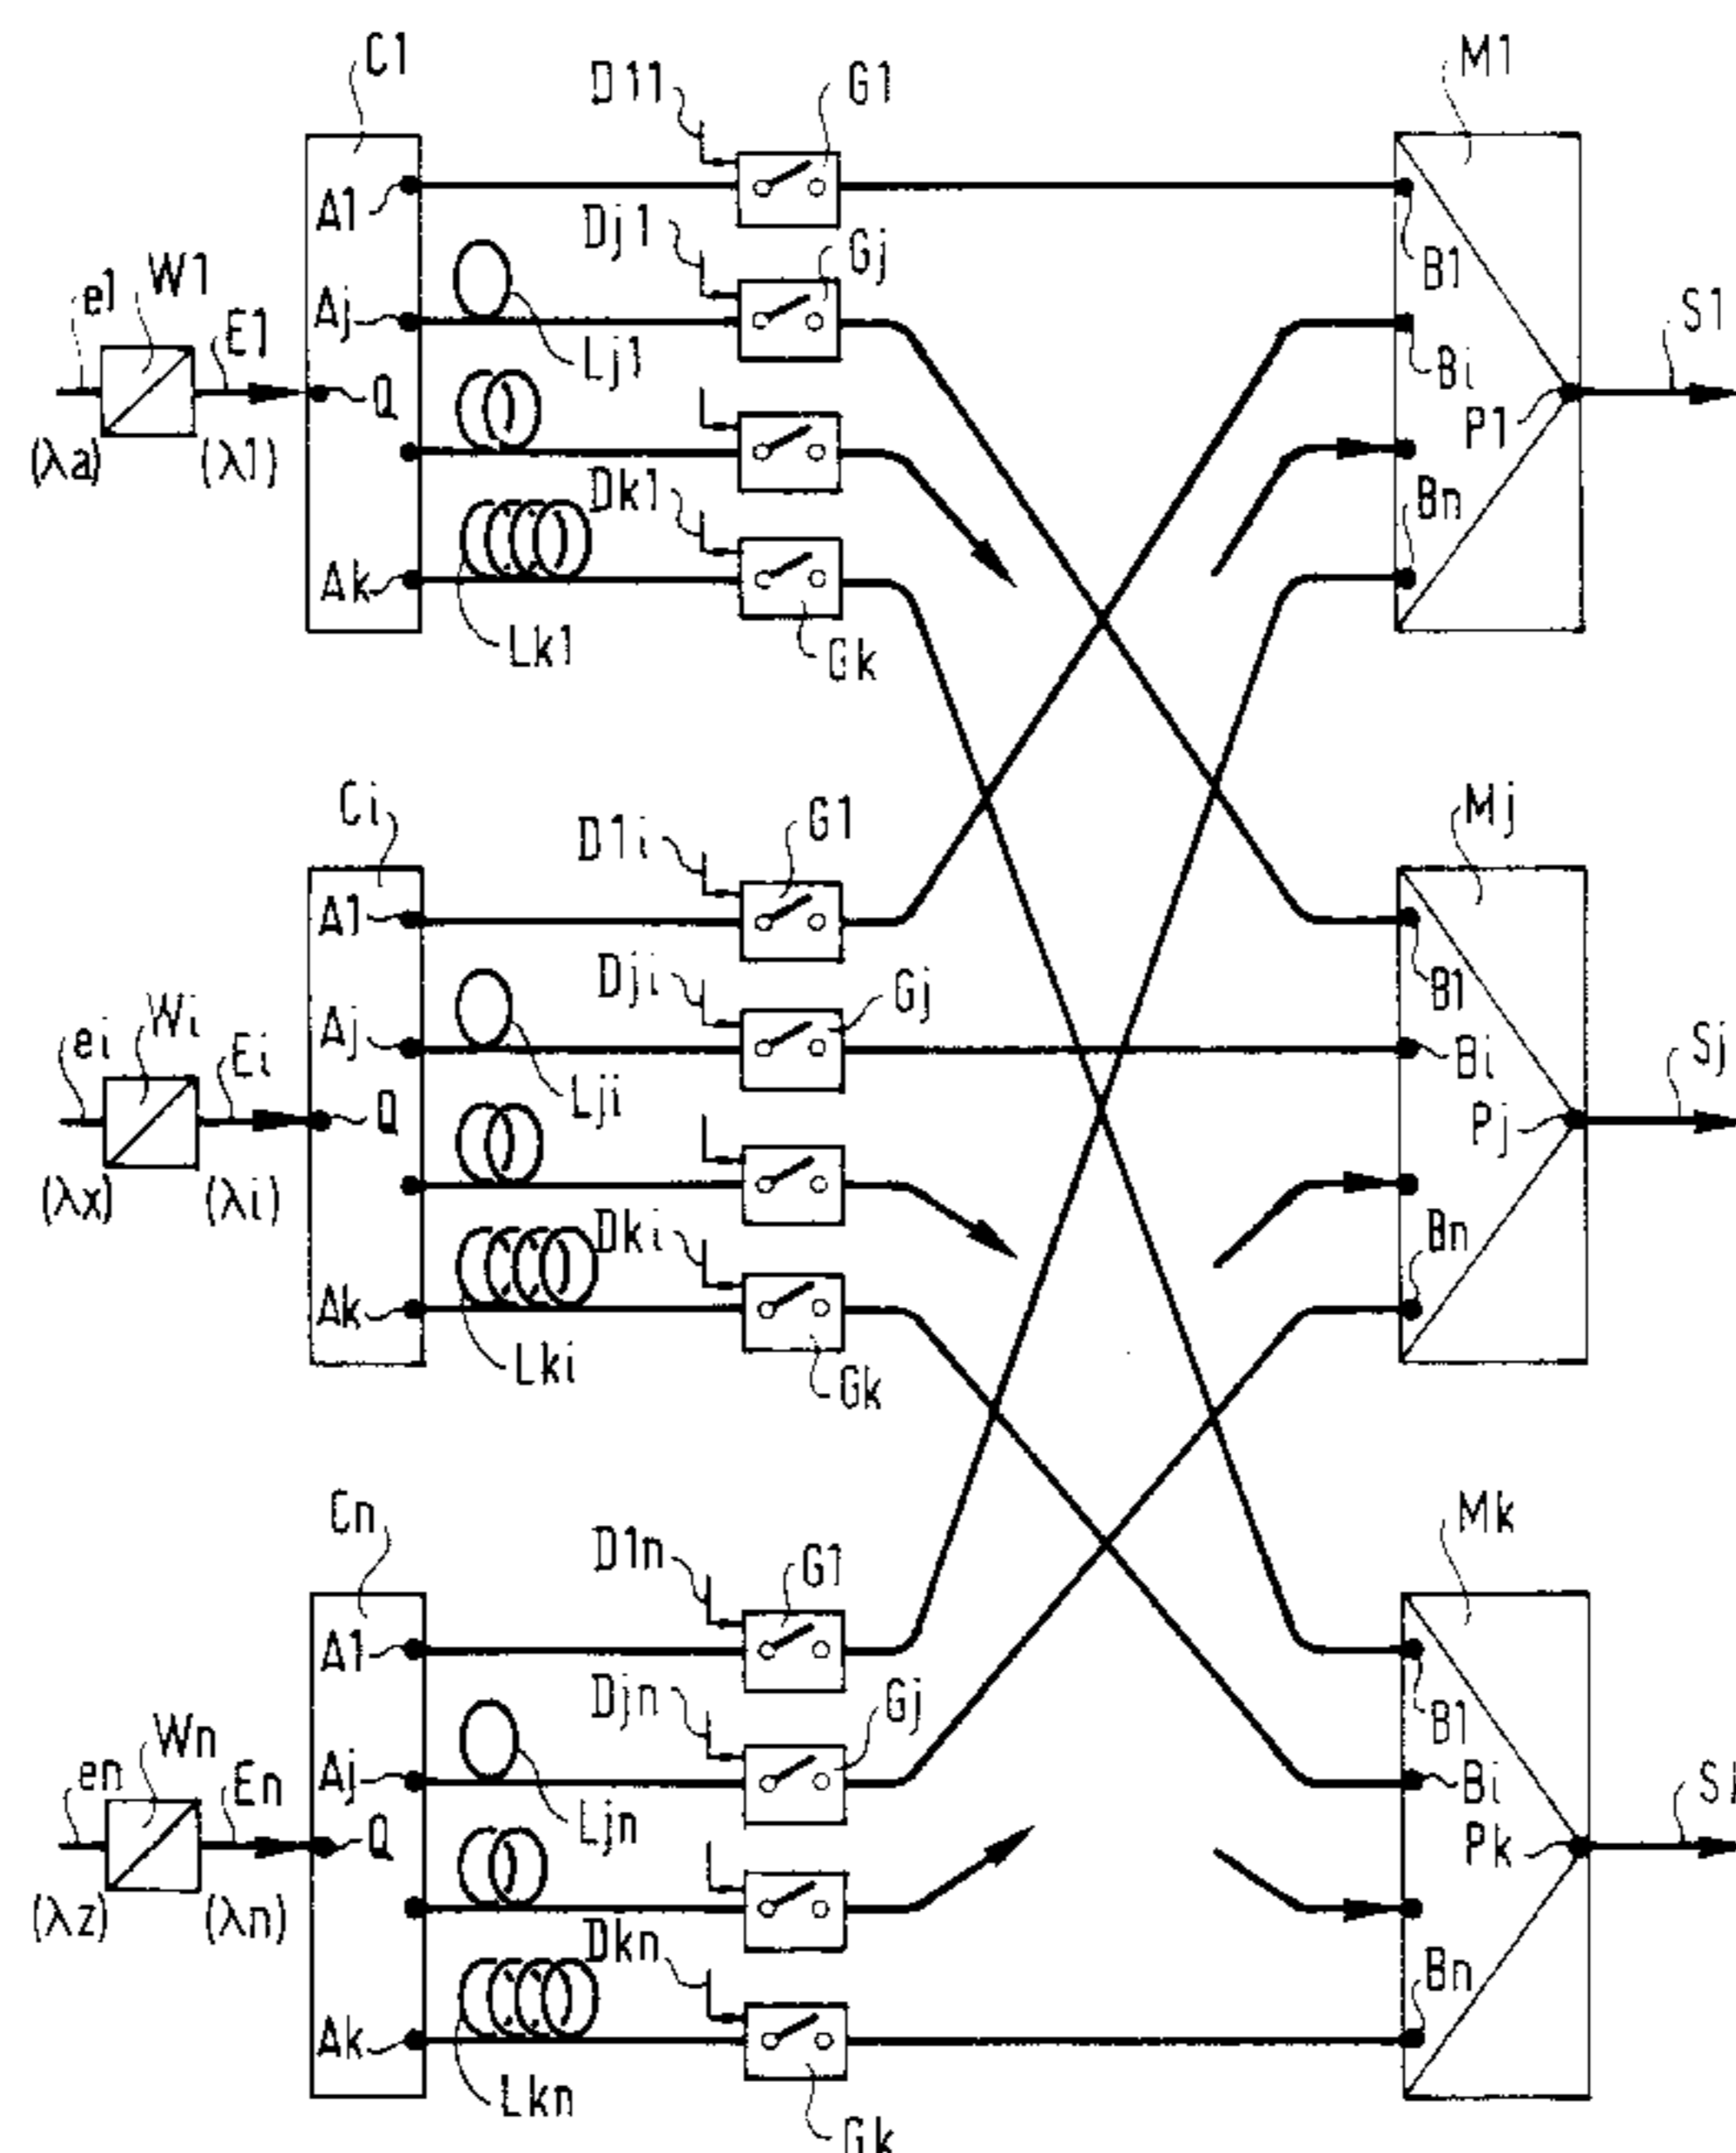 C1
D11
G1
M1
A1
Dj1
Gj
B1
e1
W1
E1
Aj
Lj1
S1
Q
Bi
P1
(λa)
(λ1)
Dk1
Bn
Ak
Lk1
Gk
Ci
D1i
G1
Mj
A1
Dji
Gj
B1
ei
Wi
Ei
Aj
Lji
Bi
Sj
Q
Pj
(λx)
(λi)
Dki
Bn
Ak
Lki
Gk
Cn
D1n
G1
Mk
A1
Djn
Gj
B1
en
Wn
En
Aj
Ljn
Bi
Q
Pk
(λz)
(λn)
Dkn
Bn
Ak
Lkn
Gk